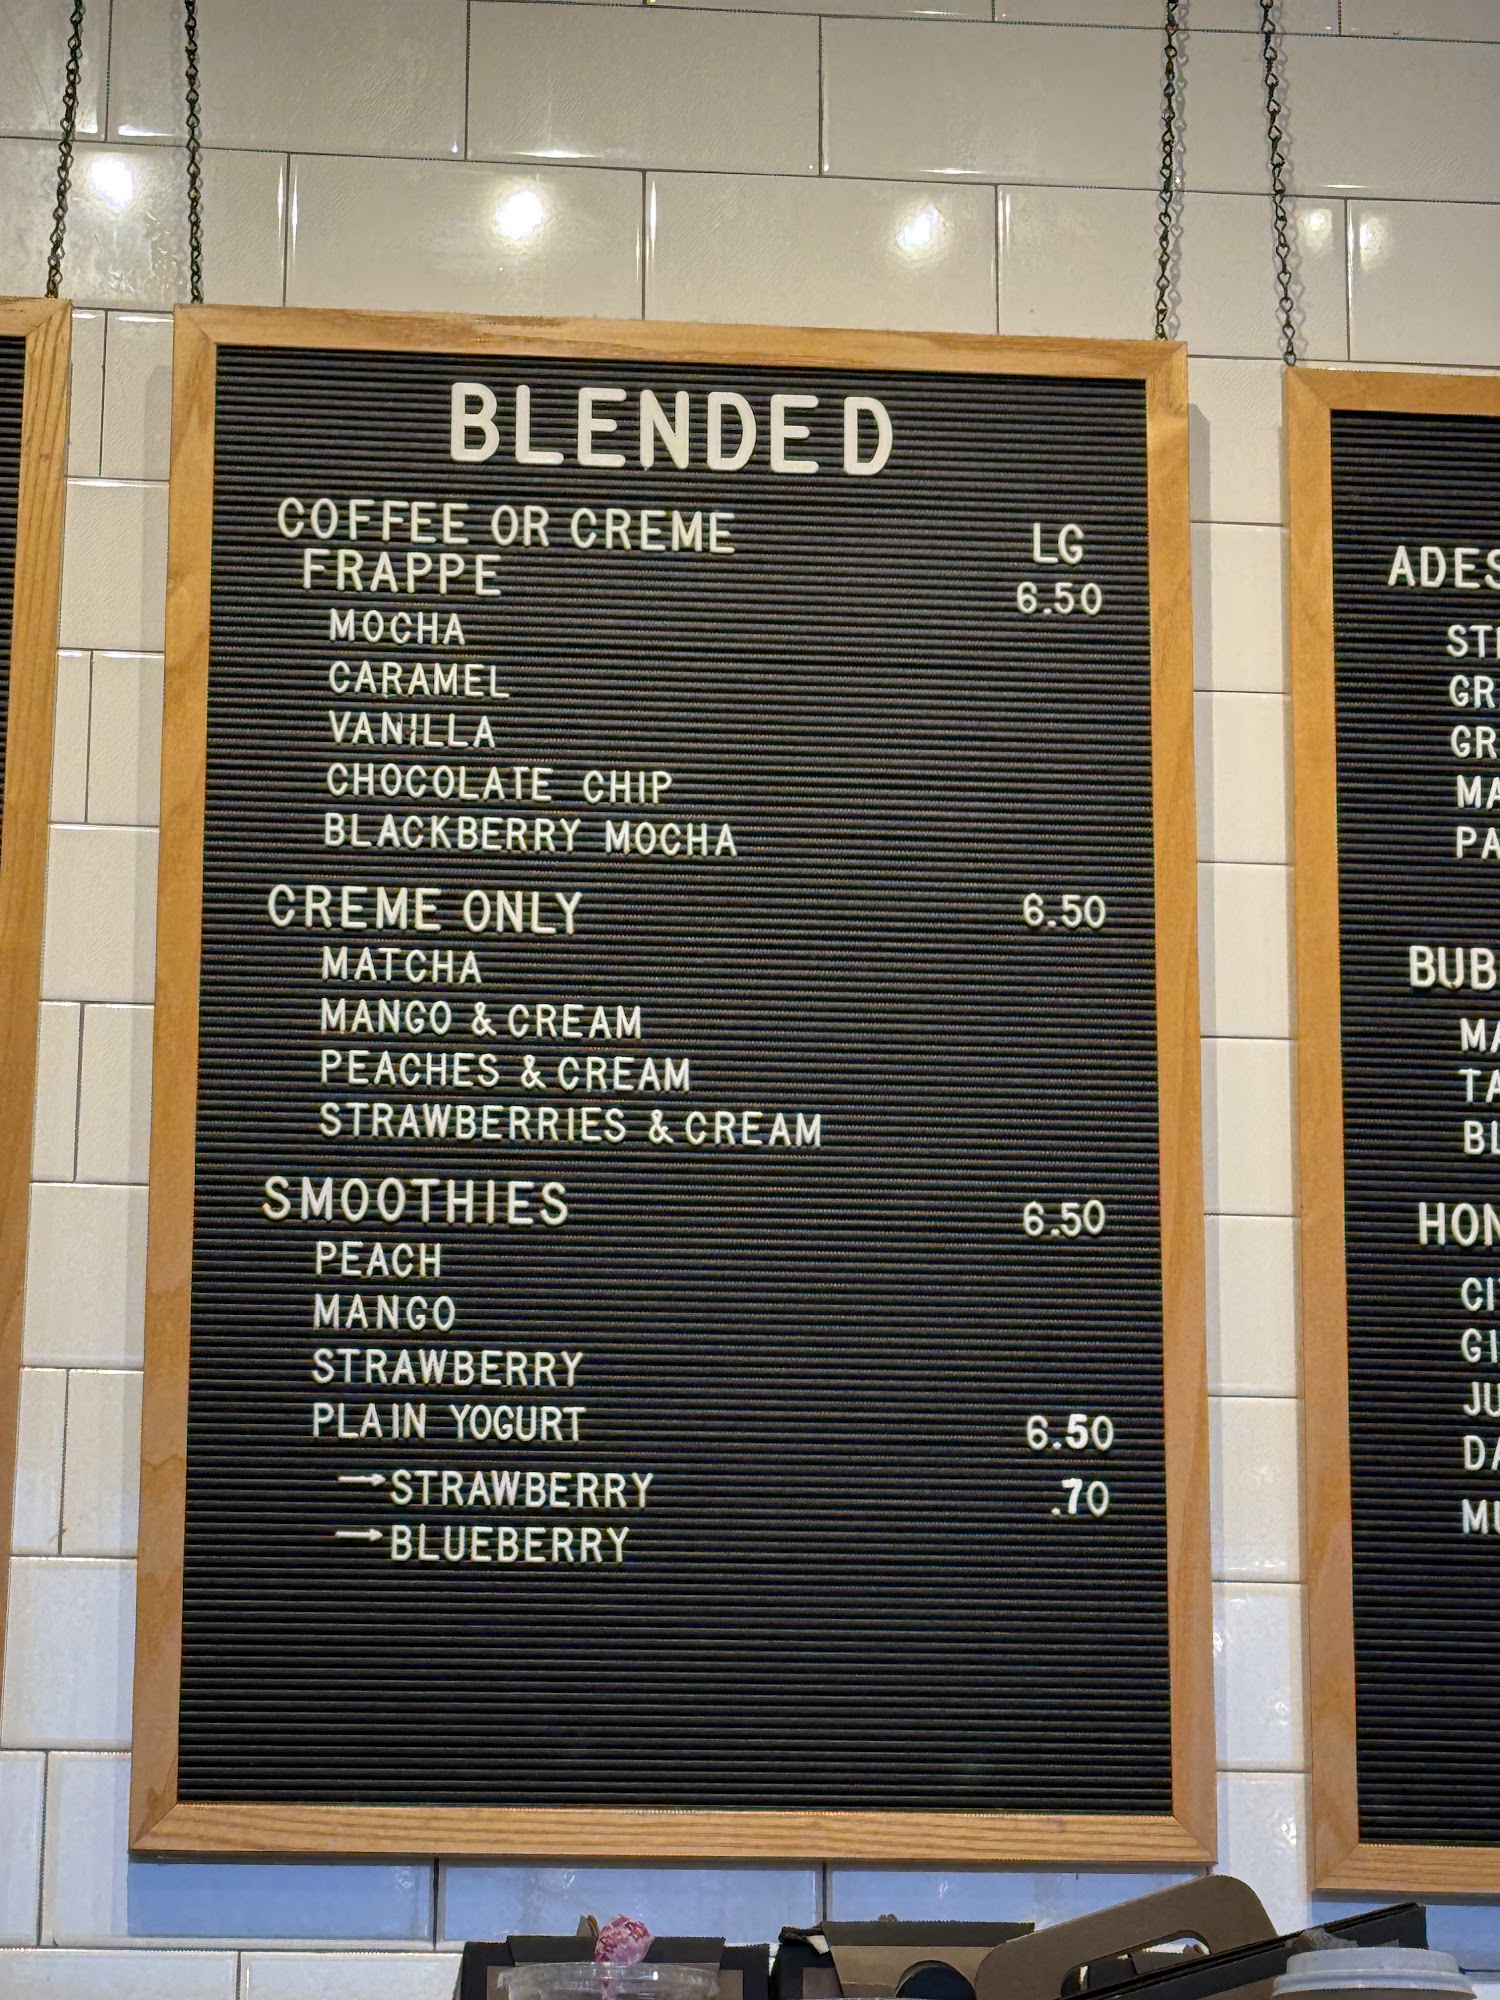 BLENDED
COFFEE OR CREME LG
FRAPPE 6.50
MOCHA
CARAMEL
VANILLA
CHOCOLATE CHIP
BLACKBERRY MOCHA
CREME ONLY 6.50
MATCHA
MANGO & CREAM
PEACHES & CREAM
STRAWBERRIES & CREAM
SMOOTHIES 6.50
PEACH
MANGO
STRAWBERRY
PLAIN YOGURT 6.50
→STRAWBERRY .70
→BLUEBERRY